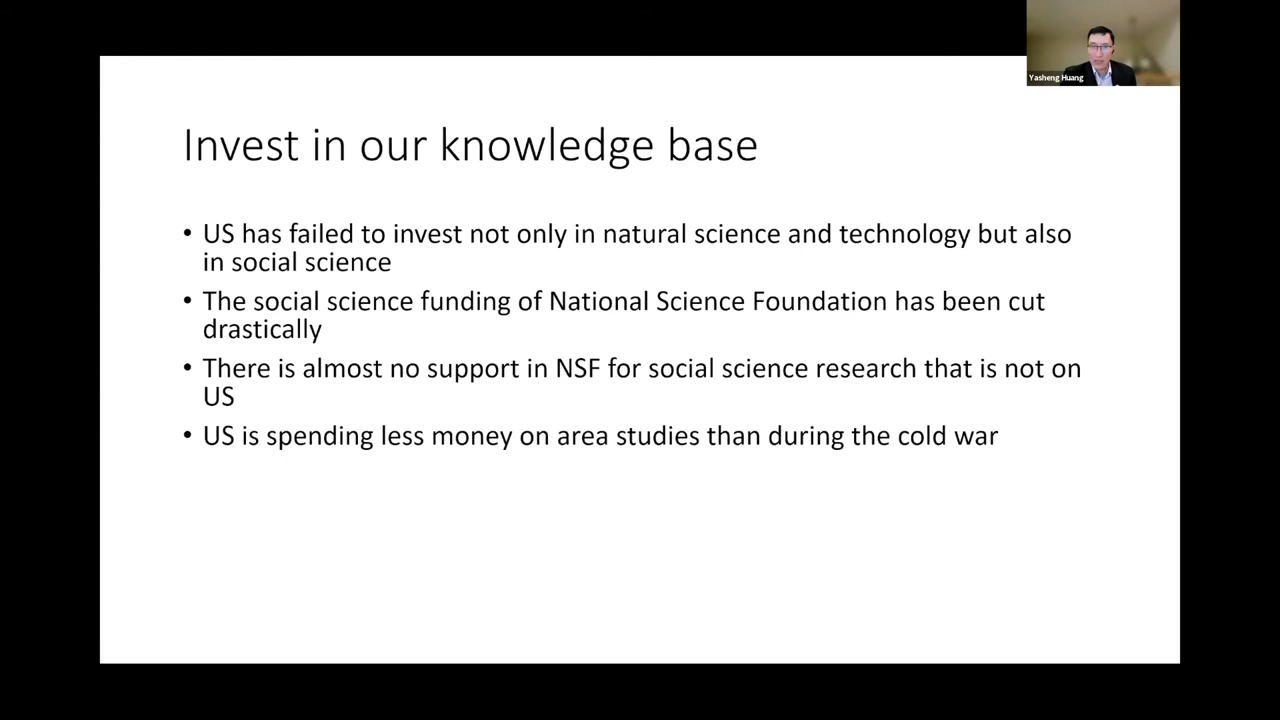 Yasheng Huang
Invest in our knowledge base
• US has failed to invest not only in natural science and technology but also
in social science
• The social science funding of National Science Foundation has been cut
drastically
• There is almost no support in NSF for social science research that is not on
US
• US is spending less money on area studies than during the cold war